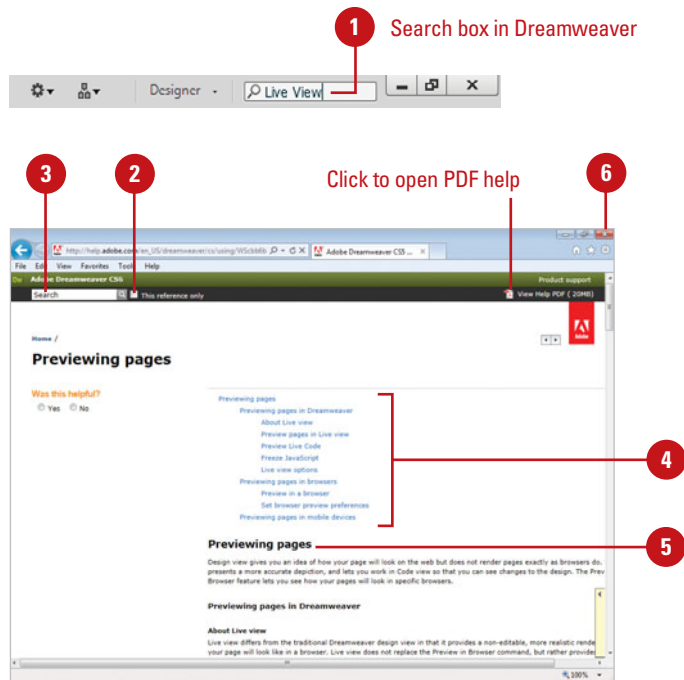 1 Search box in Dreamweaver
Designer
Live View
3
2
Click to open PDF help
6
Adobe Dreamweaver CS5 ...
File Edit View Favorites Tools Help
Dw Adobe Dreamweaver CS6
Product support
Search
This reference only
View Help PDF ( 20MB)
Adobe
Home /
Previewing pages
Was this helpful?
Yes No
Previewing pages
Previewing pages in Dreamweaver
About Live view
Preview pages in Live view
Preview Live Code
Freeze JavaScript
Live view options
Previewing pages in browsers
Preview in a browser
Set browser preview preferences
Previewing pages in mobile devices
4
Previewing pages
5
Design view gives you an idea of how your page will look on the web but does not render pages exactly as browsers do.
presents a more accurate depiction, and lets you work in Code view so that you can see changes to the design. The Prev
Browser feature lets you see how your pages will look in specific browsers.
Previewing pages in Dreamweaver
About Live view
Live view differs from the traditional Dreamweaver design view in that it provides a non-editable, more realistic rende
your page will look like in a browser. Live view does not replace the Preview in Browser command, but rather provide
100%